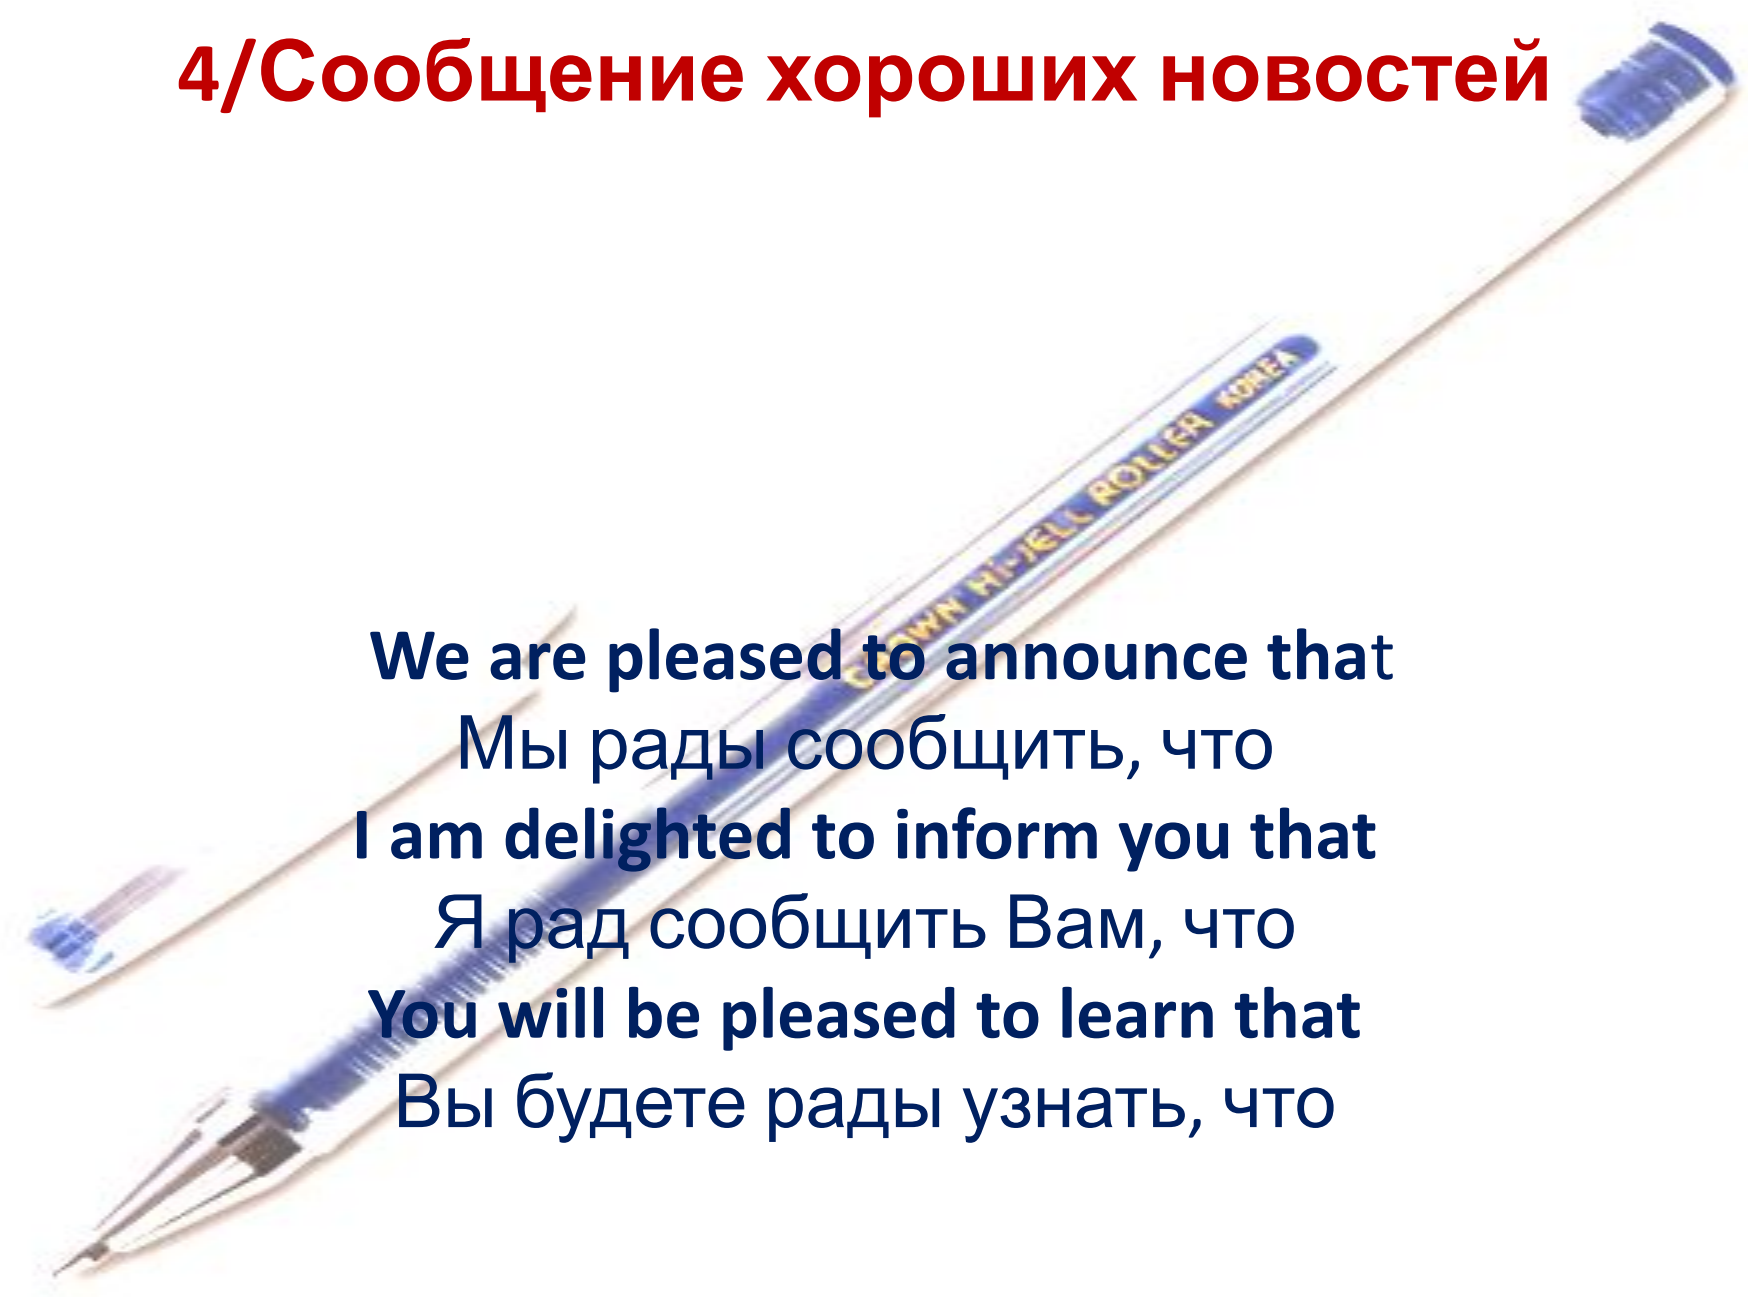 4/Сообщение хороших новостей
CROWN Hi-JELL ROLLER KOREA
We are pleased to announce that
Мы рады сообщить, что
I am delighted to inform you that
Я рад сообщить Вам, что
You will be pleased to learn that
Вы будете рады узнать, что